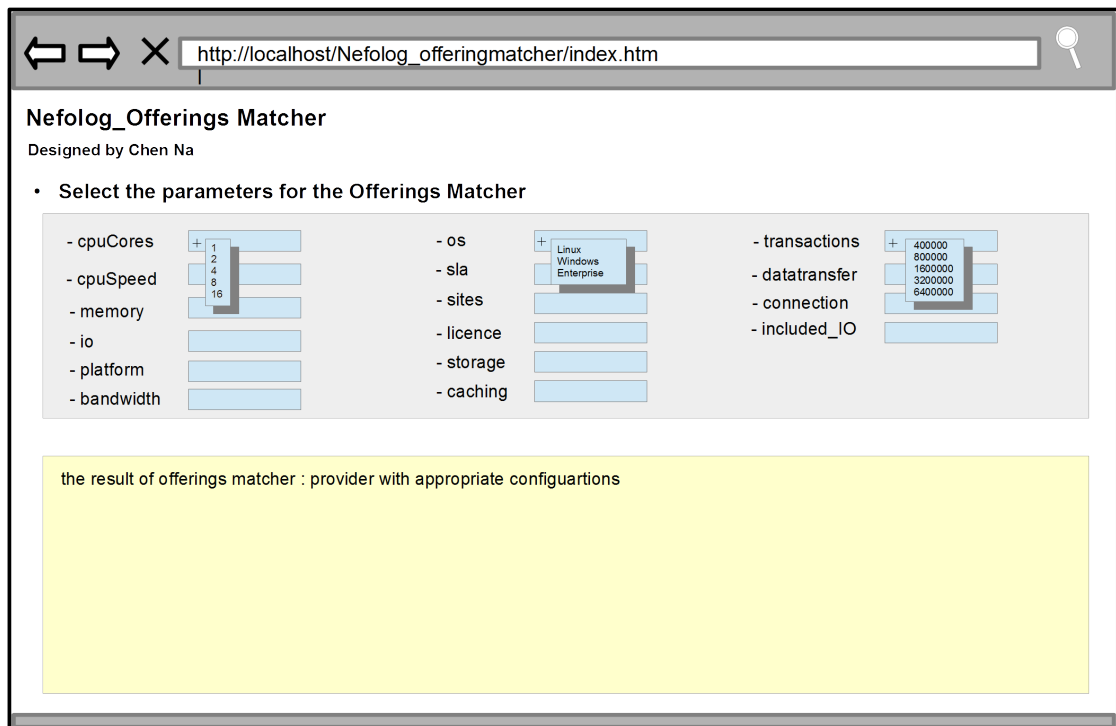 http://localhost/Nefolog_offeringmatcher/index.htm
l
Nefolog_Offerings Matcher
Designed by Chen Na
• Select the parameters for the Offerings Matcher
- cpuCores
+
1
2
4
8
16
- cpuSpeed
- memory
- io
- platform
- bandwidth
- os
+
Linux
Windows
Enterprise
- sla
- sites
- licence
- storage
- caching
- transactions
+
400000
800000
1600000
3200000
6400000
- datatransfer
- connection
- included_IO
the result of offerings matcher : provider with appropriate configuartions